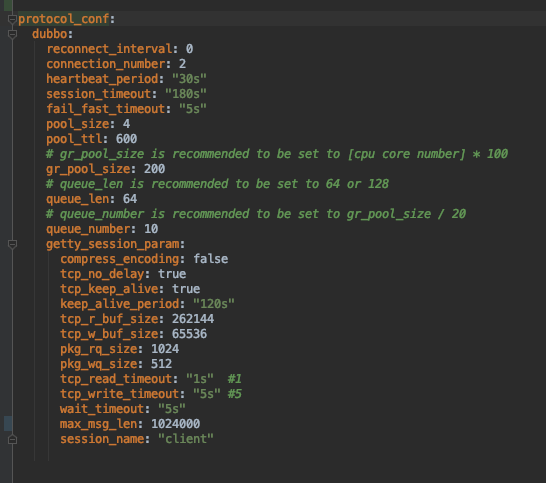 protocol_conf:
  dubbo:
    reconnect_interval: 0
    connection_number: 2
    heartbeat_period: "30s"
    session_timeout: "180s"
    fail_fast_timeout: "5s"
    pool_size: 4
    pool_ttl: 600
    # gr_pool_size is recommended to be set to [cpu core number] * 100
    gr_pool_size: 200
    # queue_len is recommended to be set to 64 or 128
    queue_len: 64
    # queue_number is recommended to be set to gr_pool_size / 20
    queue_number: 10
    getty_session_param:
      compress_encoding: false
      tcp_no_delay: true
      tcp_keep_alive: true
      keep_alive_period: "120s"
      tcp_r_buf_size: 262144
      tcp_w_buf_size: 65536
      pkg_rq_size: 1024
      pkg_wq_size: 512
      tcp_read_timeout: "1s"  #1
      tcp_write_timeout: "5s" #5
      wait_timeout: "5s"
      max_msg_len: 1024000
      session_name: "client"